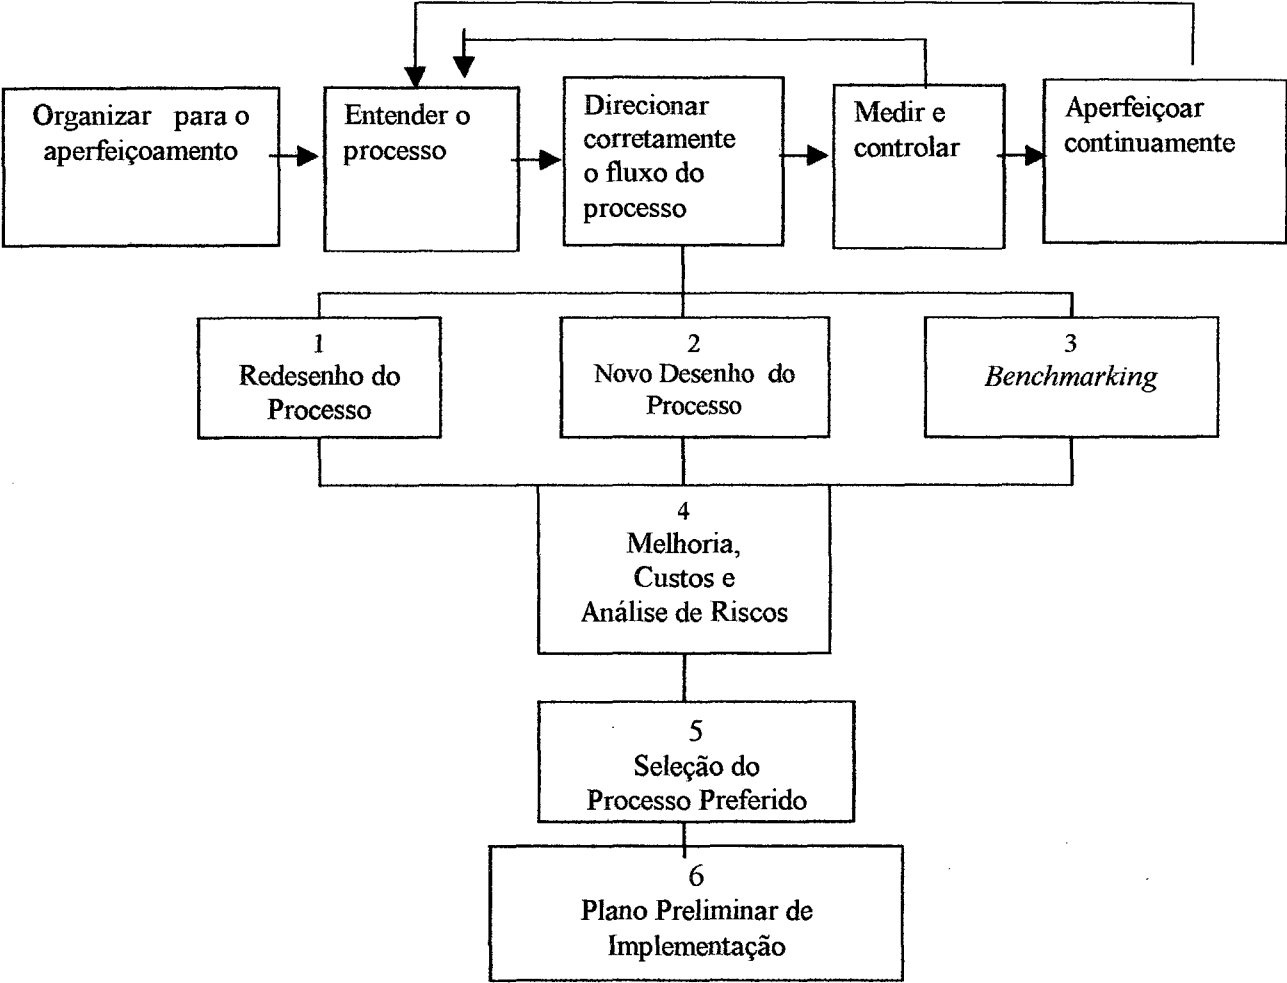 Organizar para o
aperfeiçoamento
Entender o
processo
Direcionar
corretamente
o fluxo do
processo
Medir e
controlar
Aperfeiçoar
continuamente
1
Redesenho do
Processo
2
Novo Desenho do
Processo
3
Benchmarking
4
Melhoria,
Custos e
Análise de Riscos
5
Seleção do
Processo Preferido
6
Plano Preliminar de
Implementação